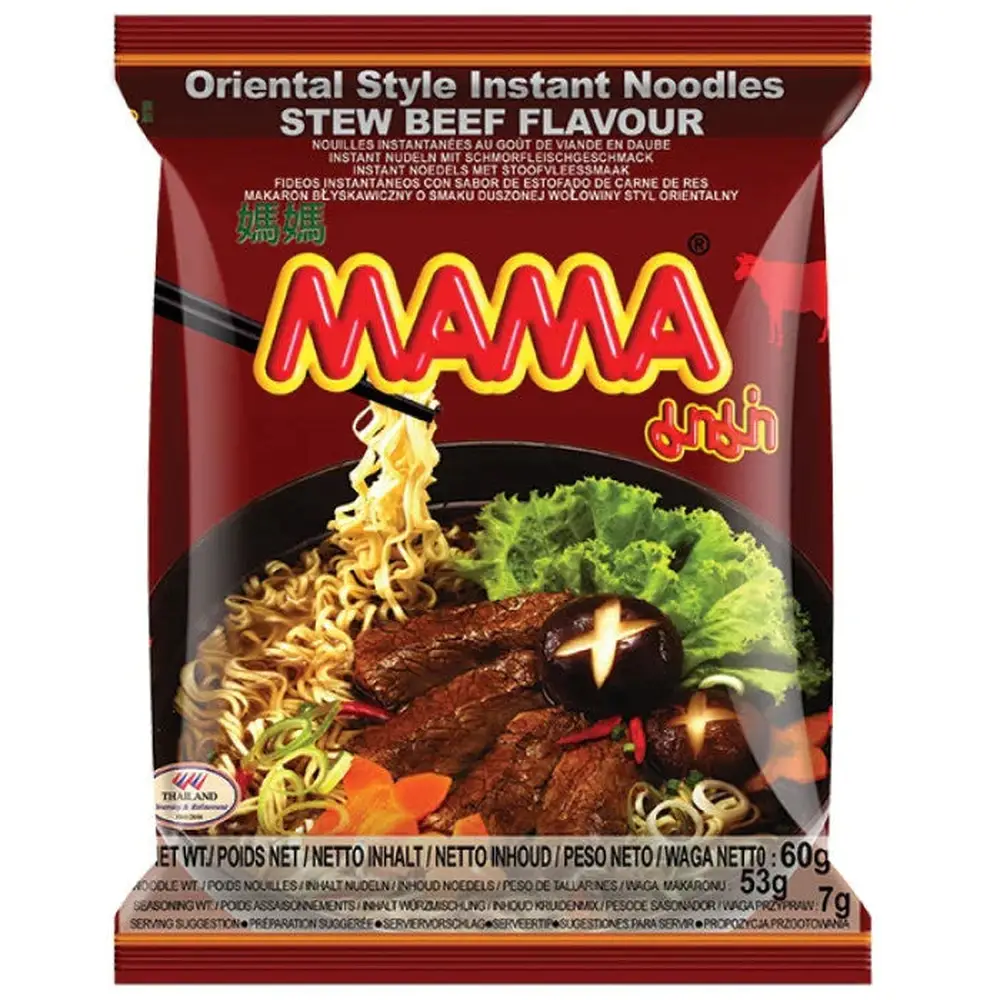 Oriental Style Instant Noodles
STEW BEEF FLAVOUR
NOUILLES INSTANTANÉES AU GOÛT DE VIANDE EN DAUBE
INSTANT NUDELN MIT SCHMORFLEISCHGESCHMACK
INSTANT NOEDELS MET STOOFVLEESSMAAK
FIDEOS INSTANTÁNEOS CON SABOR DE ESTOFADO DE CARNE DE RES
MAKARON BŁYSKAWICZNY O SMAKU DUSZONEJ WOŁOWINY STYL ORIENTALNY
媽媽
MAMA®
มาม่า
THAILAND
ET WT./ POIDS NET / NETTO INHALT / NETTO INHOUD / PESO NETO / WAGA NETTO : 60g
NOODLE WT. / POIDS NOUILLES / INHALT NUDELN / INHOUD NOEDELS / PESO DE TALLARINES / WAGA MAKARONU : 53g
SEASONING WT. / POIDS ASSAISONNEMENTS / INHALT WÜRZMISCHUNG / INHOUD KRUIDENMIX / PESO DE SASONADOR / WAGA PRZYPRAW: 7g
SERVING SUGGESTION●PRÉPARATION SUGGÉRÉE●SERVIERVORSCHLAG●SERVEERTIP●SUGESTIONES PARA SERVIR●PROPOZYCJA PRZGOTOWANIA